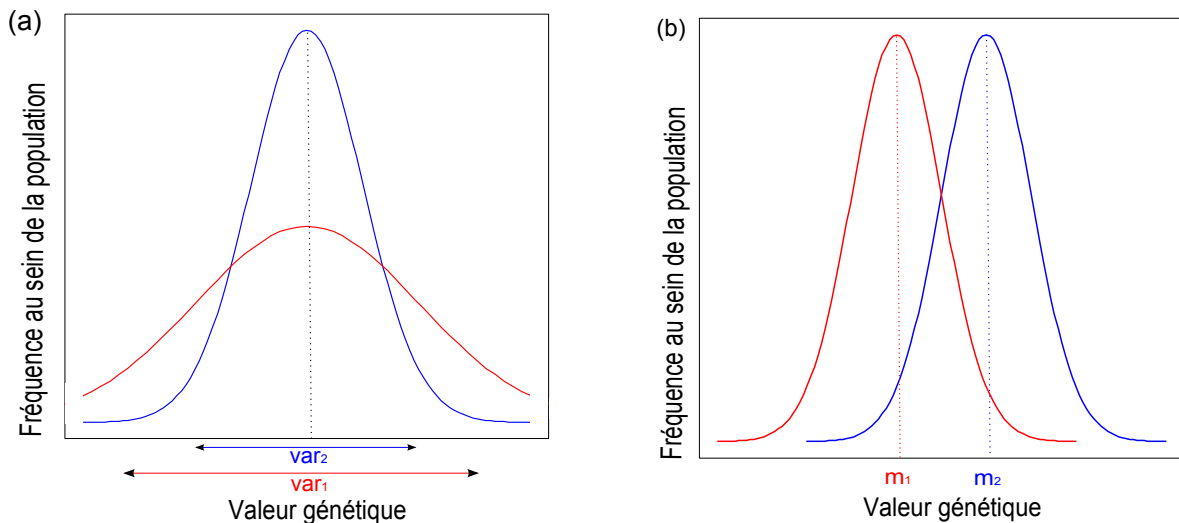 (a)
Fréquence au sein de la population
var₂
var₁
Valeur génétique
(b)
Fréquence au sein de la population
m₁
m₂
Valeur génétique